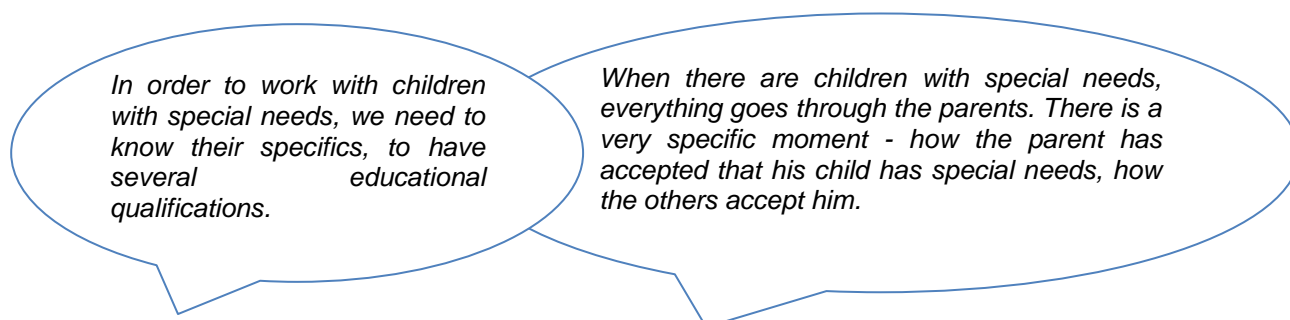 In order to work with children
with special needs, we need to
know their specifics, to have
several educational
qualifications.
When there are children with special needs,
everything goes through the parents. There is a
very specific moment - how the parent has
accepted that his child has special needs, how
the others accept him.